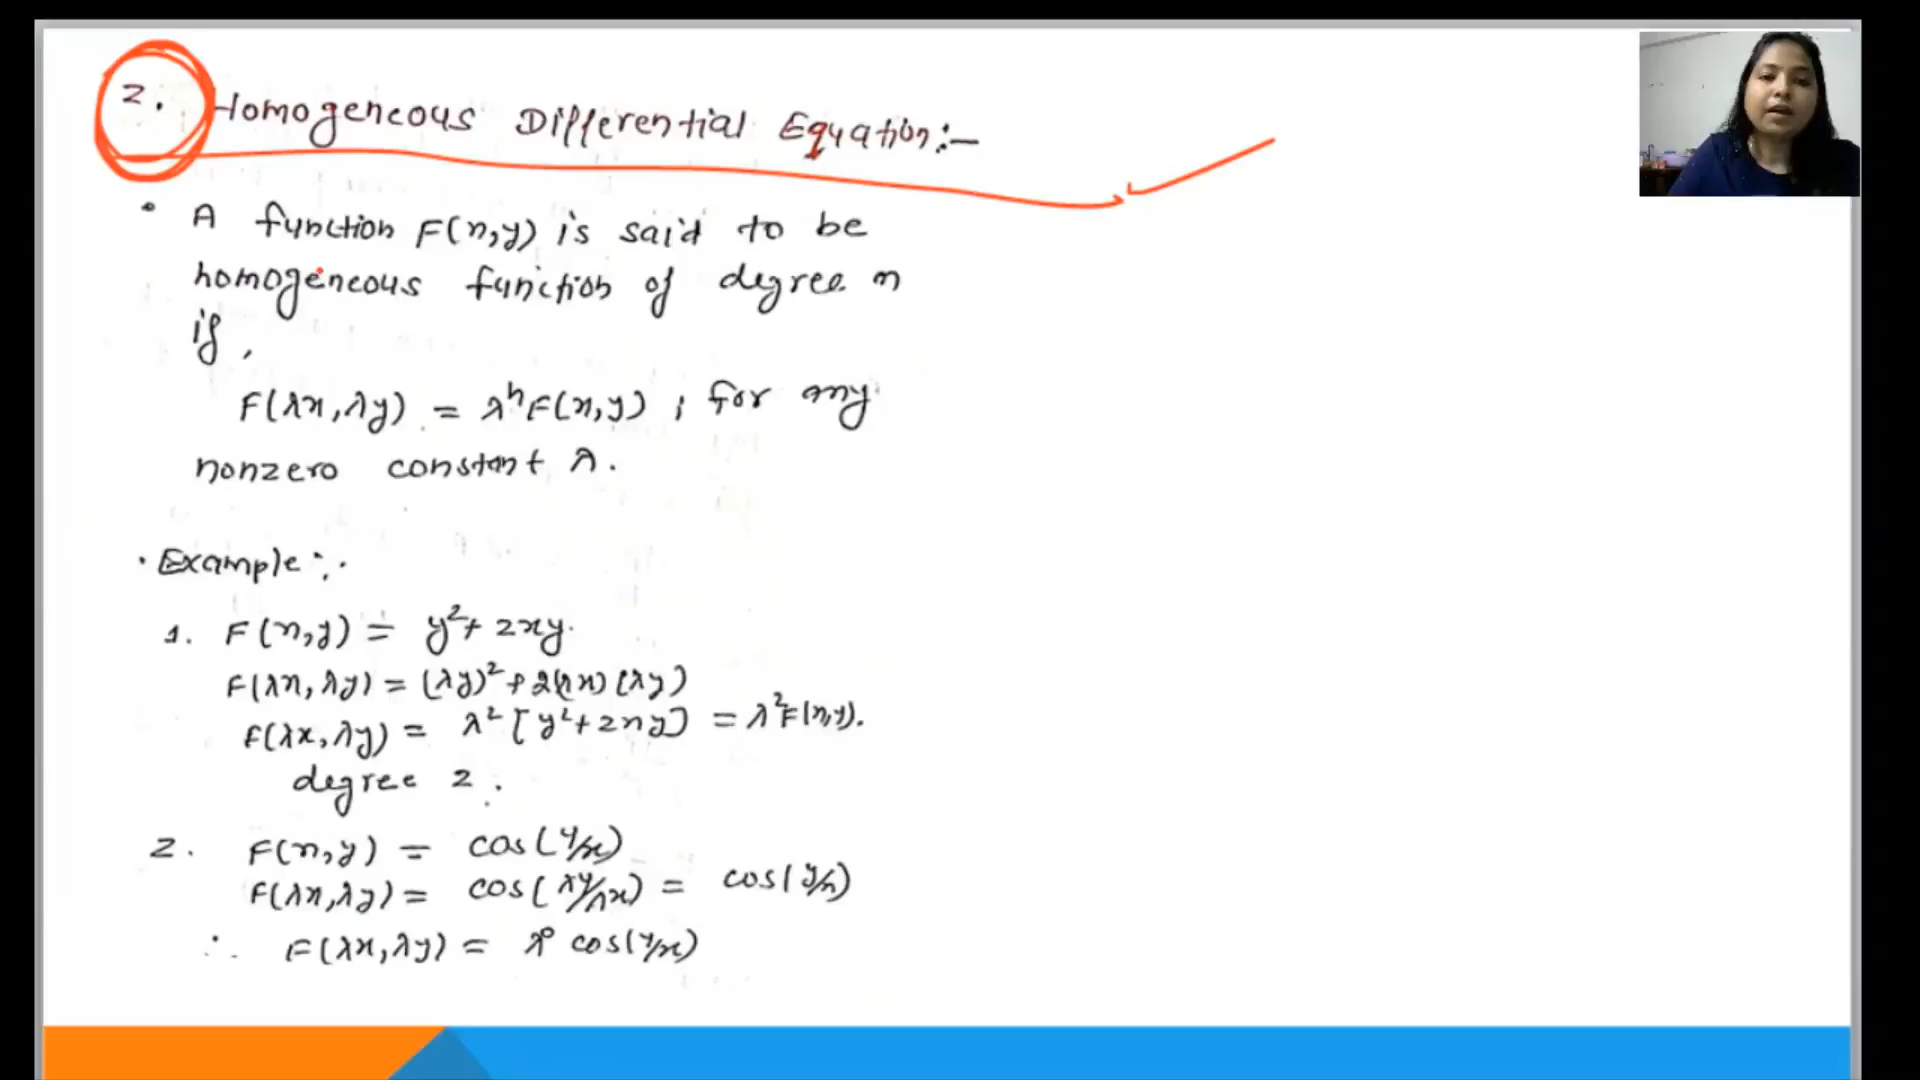 2. Homogeneous Differential Equation:-
• A function F(x,y) is said to be
homogeneous function of degree n
if,
F(λx,λy) = λⁿF(x,y) ; for any
nonzero constant λ.
• Example :-
1. F(x,y) = y² + 2xy.
F(λx,λy) = (λy)² + 2(λx)(λy)
F(λx,λy) = λ² [y² + 2xy] = λ²F(x,y).
degree 2.
2. F(x,y) = cos(y/x)
F(λx,λy) = cos(λy/λx) = cos(y/x)
∴ F(λx,λy) = λ⁰ cos(y/x)